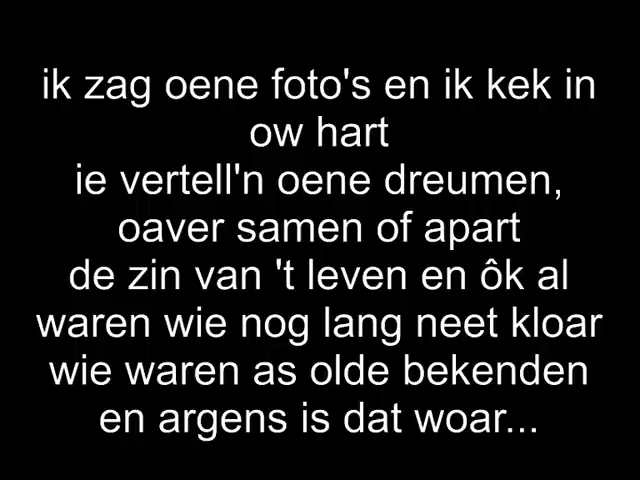 ik zag oene foto's en ik kek in
ow hart
ie vertell'n oene dreumen,
oaver samen of apart
de zin van 't leven en ôk al
waren wie nog lang neet kloar
wie waren as olde bekenden
en argens is dat woar...